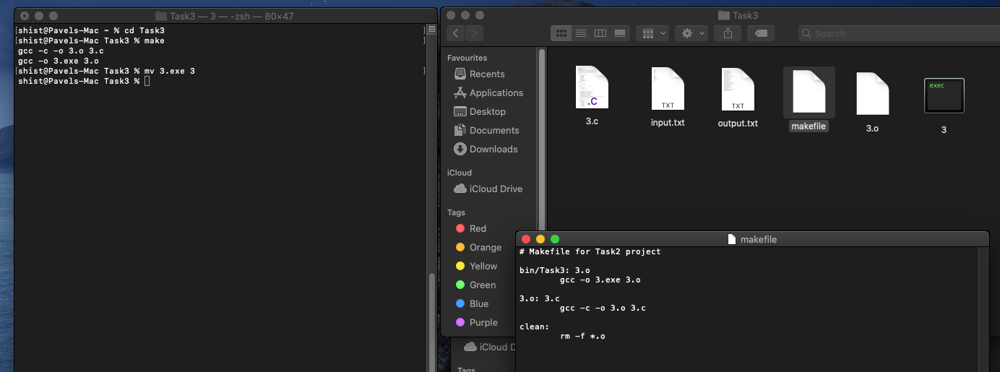 Task3 — 3 — -zsh — 80×47
[shist@Pavels-Mac ~ % cd Task3 ]
[shist@Pavels-Mac Task3 % make ]
gcc -c -o 3.o 3.c
gcc -o 3.exe 3.o
[shist@Pavels-Mac Task3 % mv 3.exe 3 ]
shist@Pavels-Mac Task3 %
Task3
Search
Favourites
Recents
Applications
Desktop
Documents
Downloads
iCloud
iCloud Drive
Tags
Red
Orange
Yellow
Green
Blue
Purple
.C
TXT
TXT
exec
3.c
input.txt
output.txt
makefile
3.o
3
makefile
# Makefile for Task2 project
bin/Task3: 3.o
gcc -o 3.exe 3.o
3.o: 3.c
gcc -c -o 3.o 3.c
clean:
rm -f *.o
iCloud D
Tags